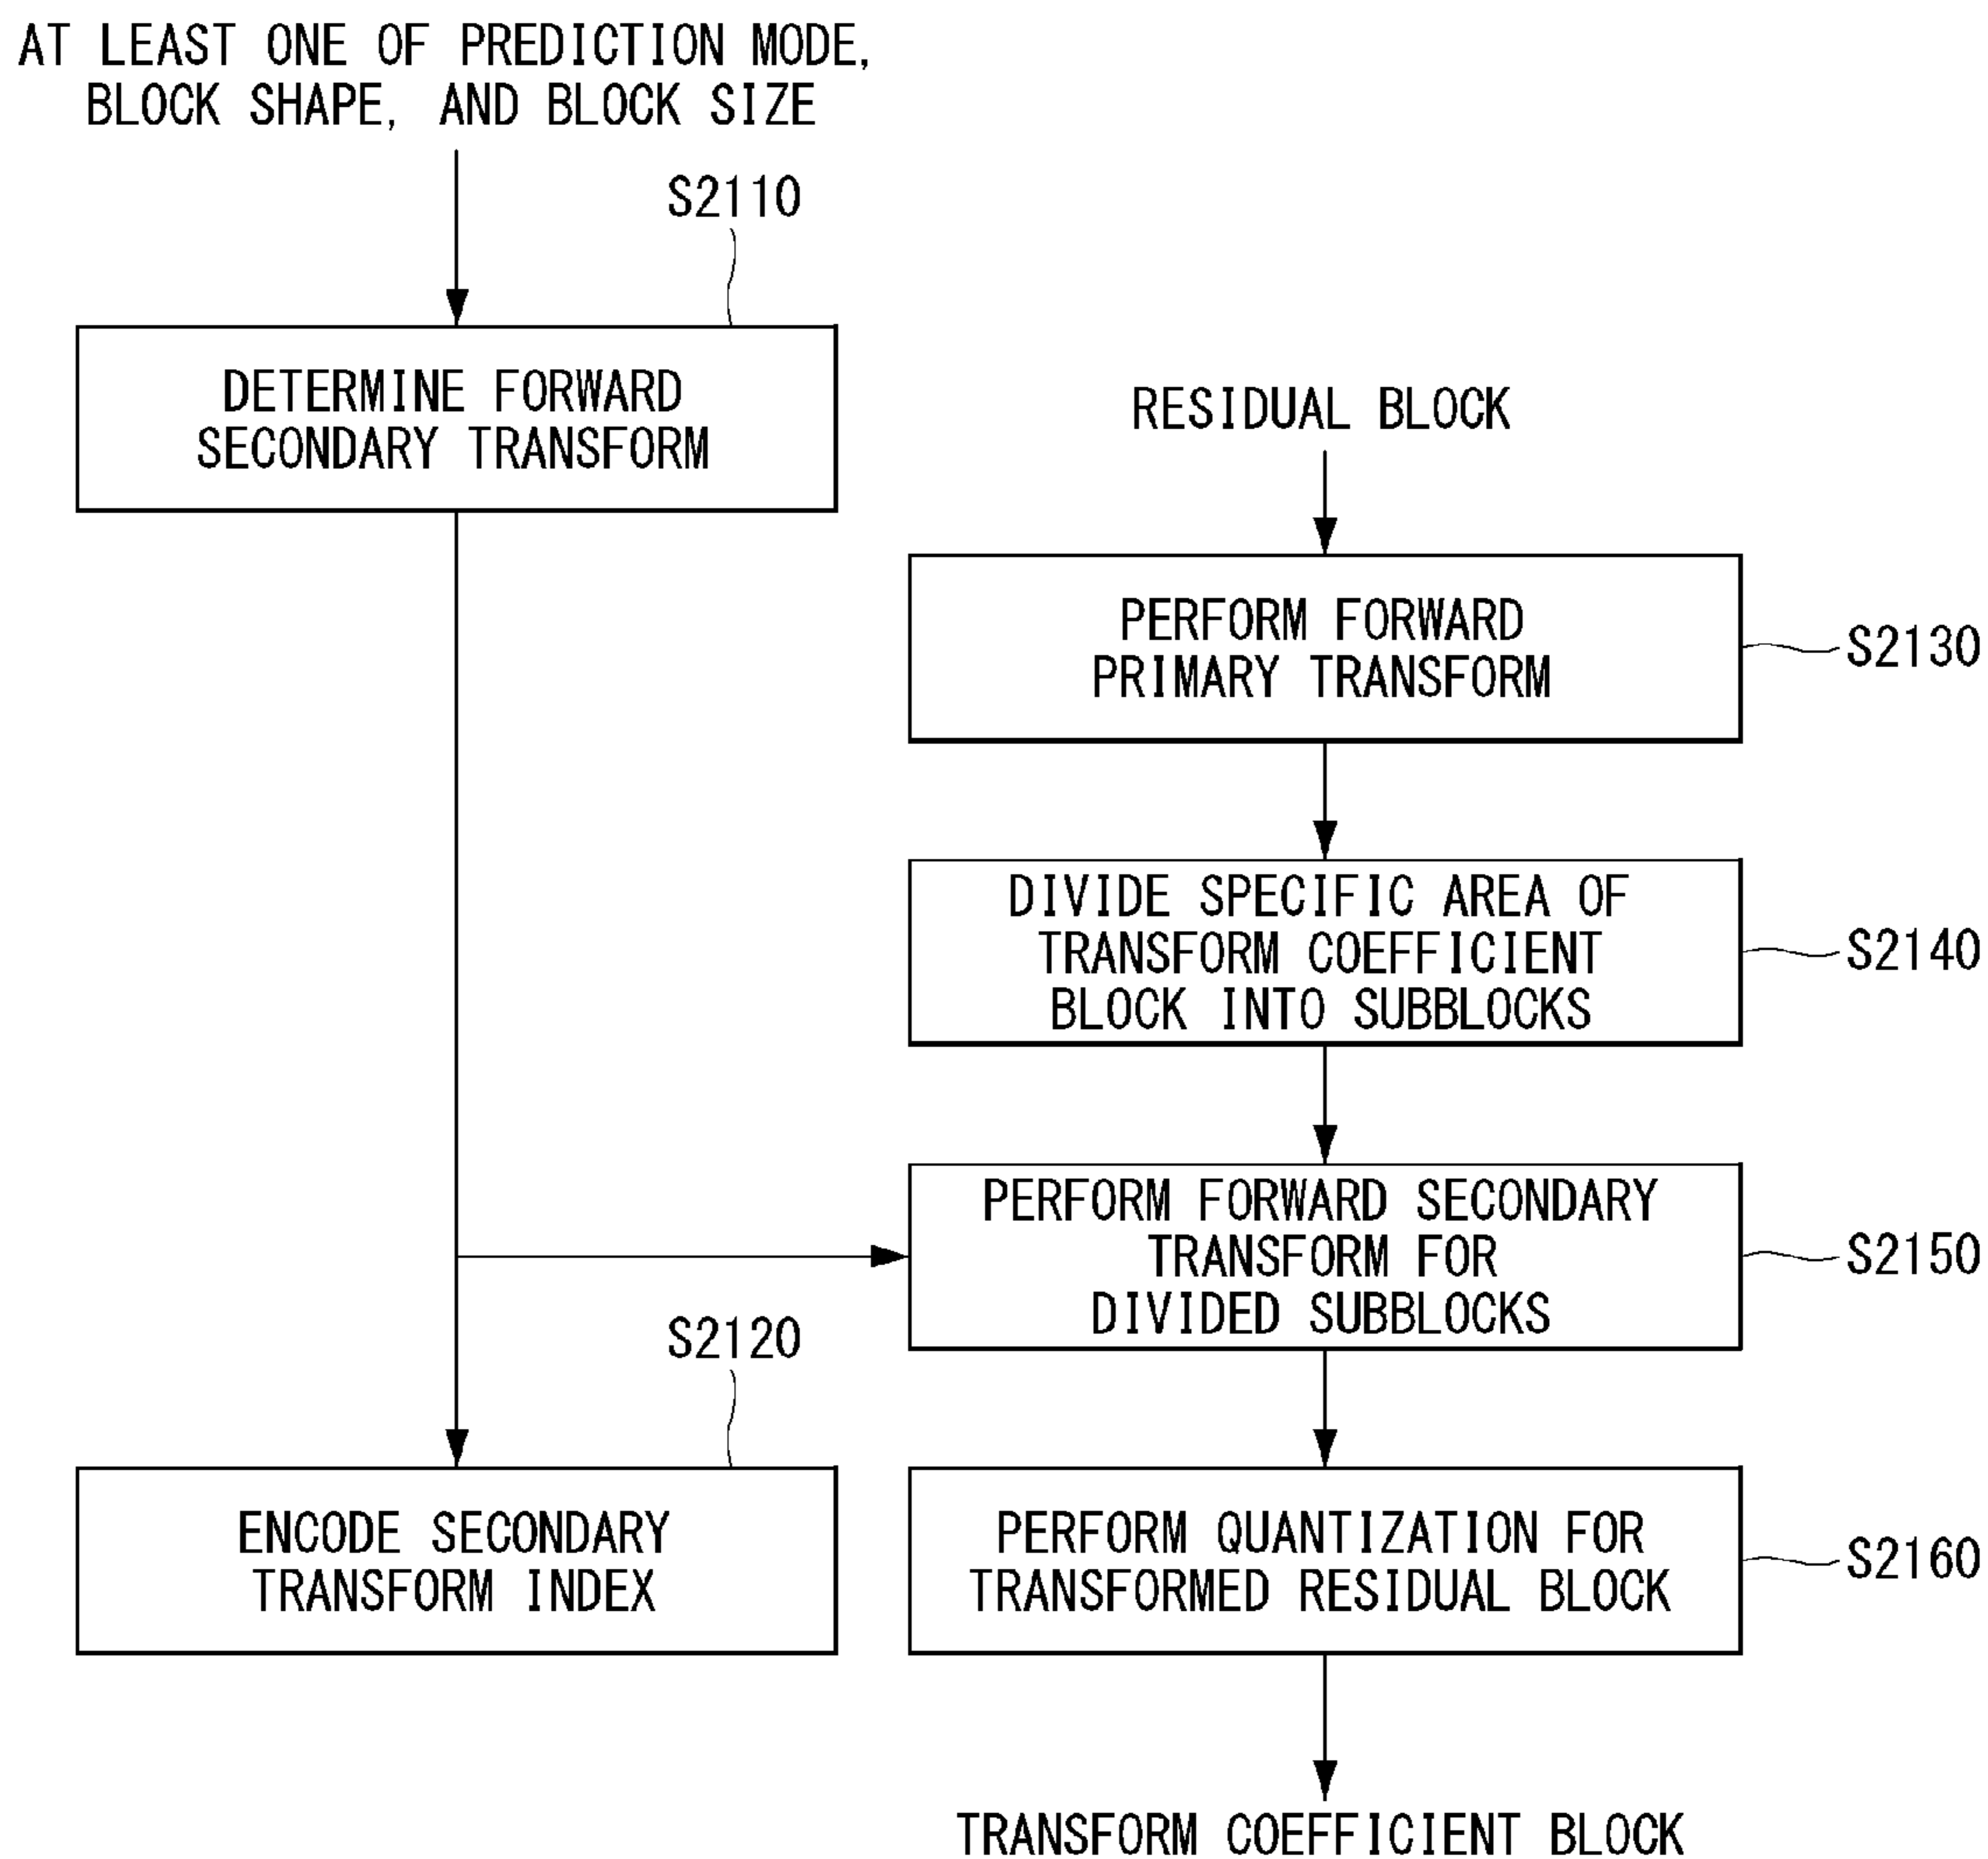 AT LEAST ONE OF PREDICTION MODE,
BLOCK SHAPE, AND BLOCK SIZE
S2110
DETERMINE FORWARD
SECONDARY TRANSFORM
RESIDUAL BLOCK
PERFORM FORWARD
PRIMARY TRANSFORM
S2130
DIVIDE SPECIFIC AREA OF
TRANSFORM COEFFICIENT
BLOCK INTO SUBBLOCKS
S2140
PERFORM FORWARD SECONDARY
TRANSFORM FOR
DIVIDED SUBBLOCKS
S2150
S2120
ENCODE SECONDARY
TRANSFORM INDEX
PERFORM QUANTIZATION FOR
TRANSFORMED RESIDUAL BLOCK
S2160
TRANSFORM COEFFICIENT BLOCK